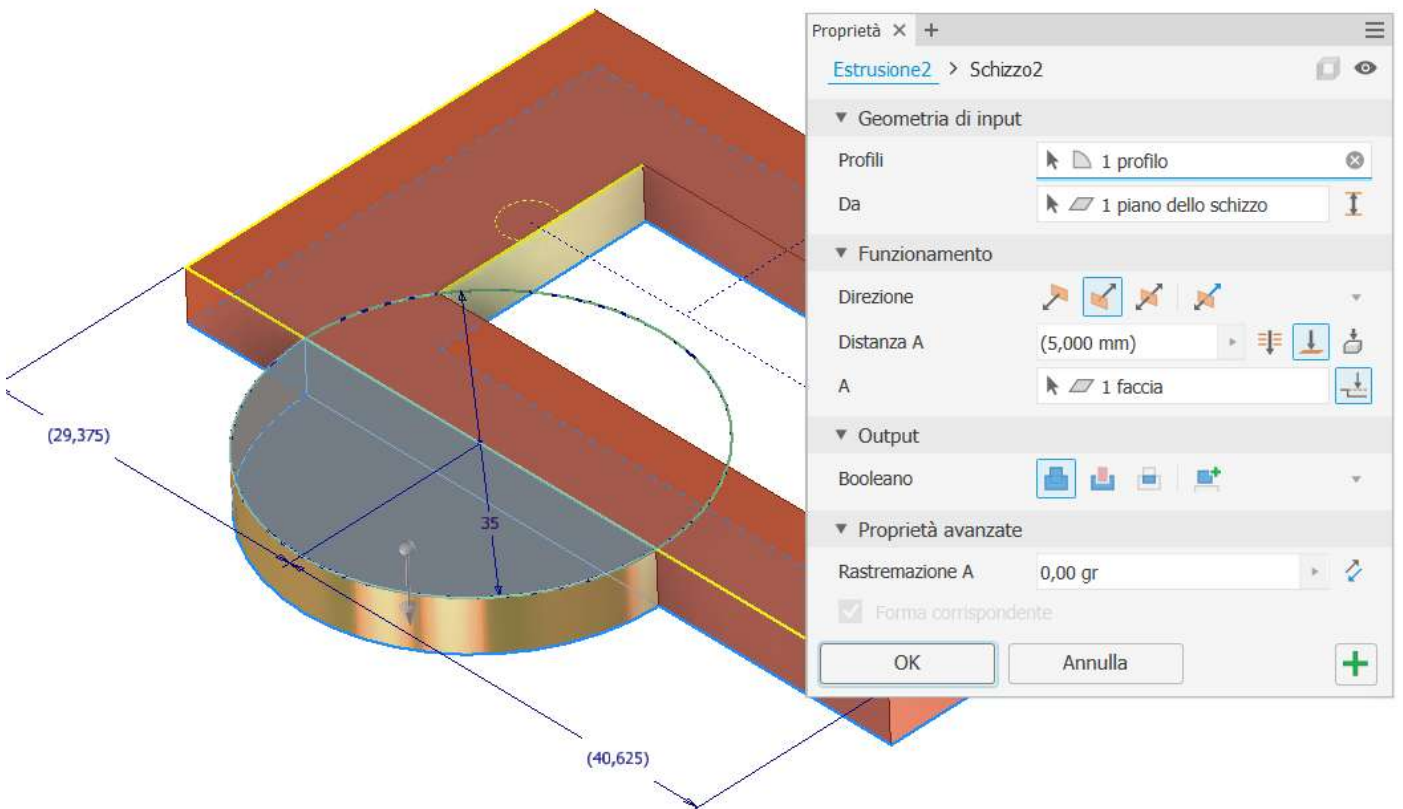 Proprietà
Estrusione2 > Schizzo2
Geometria di input
Profili
1 profilo
Da
1 piano dello schizzo
Funzionamento
Direzione
Distanza A
(5,000 mm)
A
1 faccia
Output
Booleano
Proprietà avanzate
Rastremazione A
0,00 gr
Forma corrispondente
OK
Annulla
(29,375)
35
(40,625)